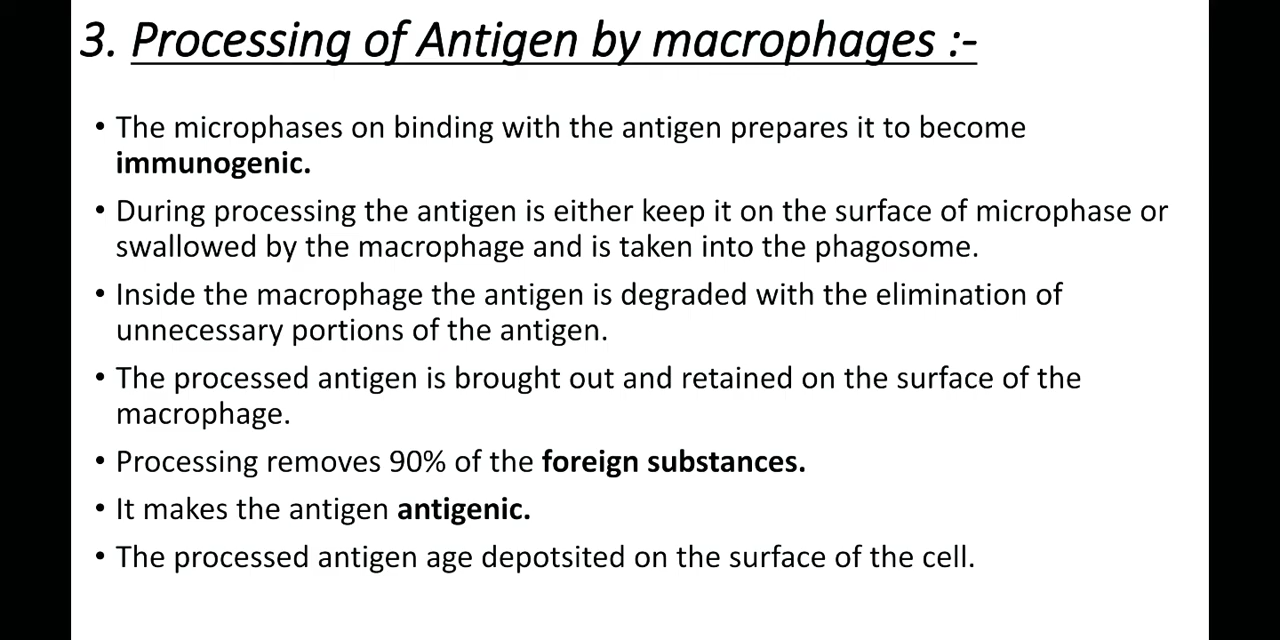 3. Processing of Antigen by macrophages :-
• The microphases on binding with the antigen prepares it to become
immunogenic.
• During processing the antigen is either keep it on the surface of microphase or
swallowed by the macrophage and is taken into the phagosome.
• Inside the macrophage the antigen is degraded with the elimination of
unnecessary portions of the antigen.
• The processed antigen is brought out and retained on the surface of the
macrophage.
• Processing removes 90% of the foreign substances.
• It makes the antigen antigenic.
• The processed antigen age depotsited on the surface of the cell.